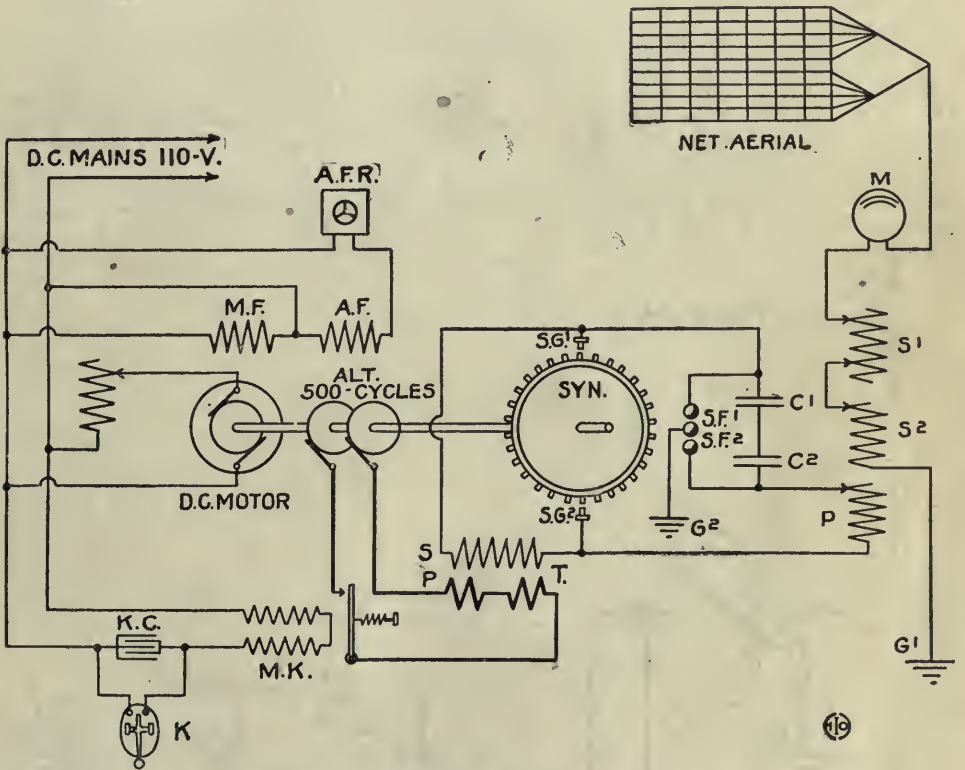 NET AERIAL
D.C. MAINS 110-V.
A.F.R.
M
M.F.
A.F.
S.G.¹
S¹
ALT.
500-CYCLES
SYN.
S.F.¹
S.F.²
C¹
C²
S²
D.C. MOTOR
S.G.²
G²
P
S
P
T.
K.C.
M.K.
G¹
K